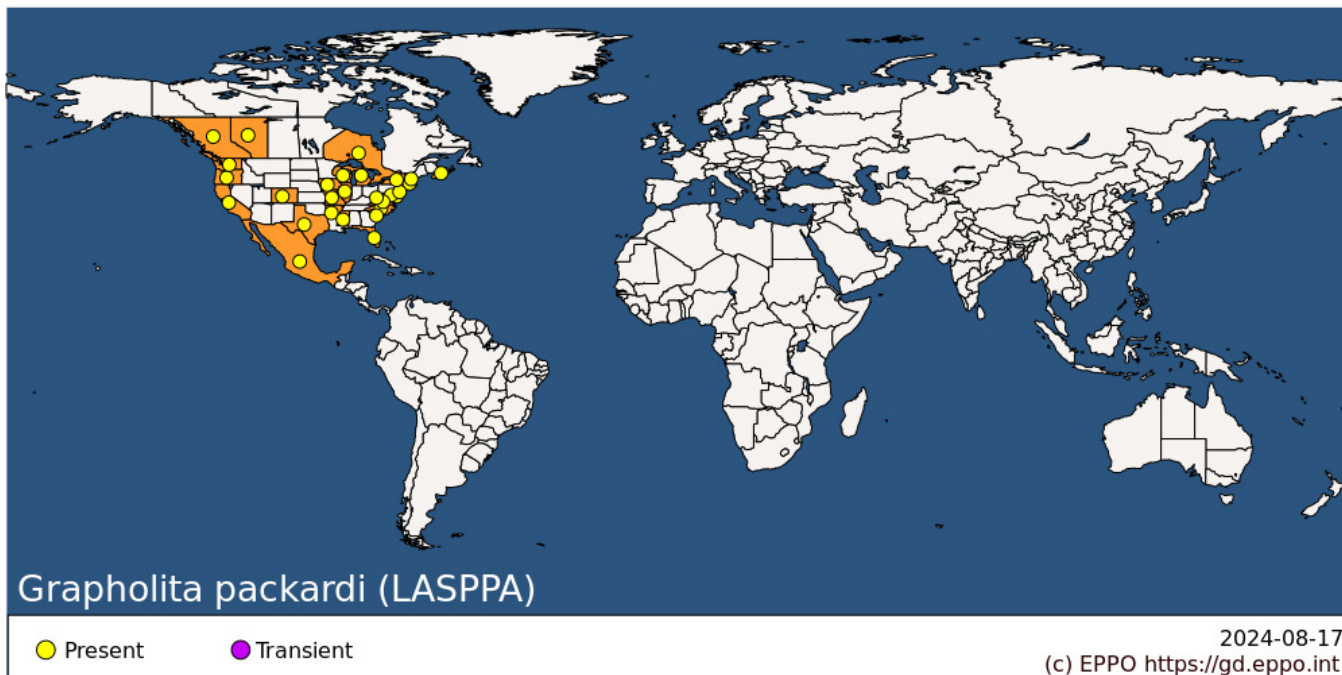 Grapholita packardi (LASPPA)
Present
Transient
2024-08-17
(c) EPPO https://gd.eppo.int